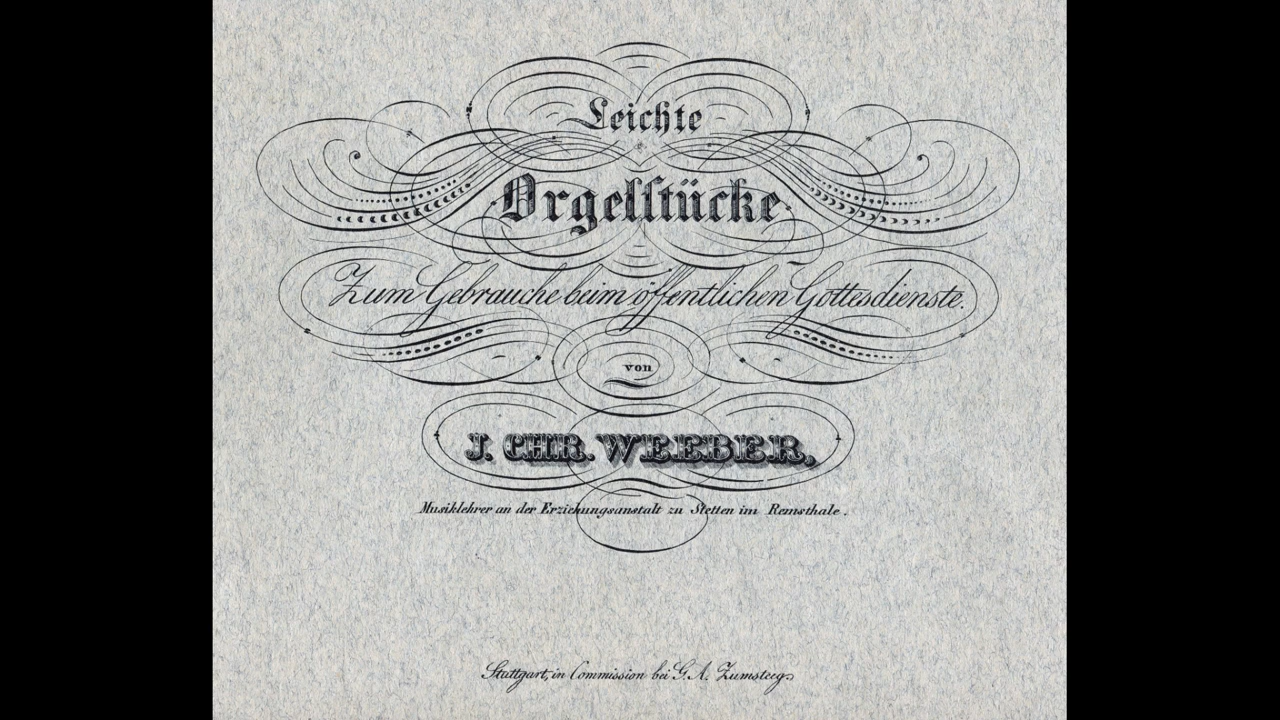 Leichte
Orgelstücke
Zum Gebrauche beim öffentlichen Gottesdienste.
von
J. CHR. WEEBER,
Musiklehrer an der Erziehungsanstalt zu Stetten im Remsthale.
Stuttgart, in Commission bei G. A. Zumsteeg.